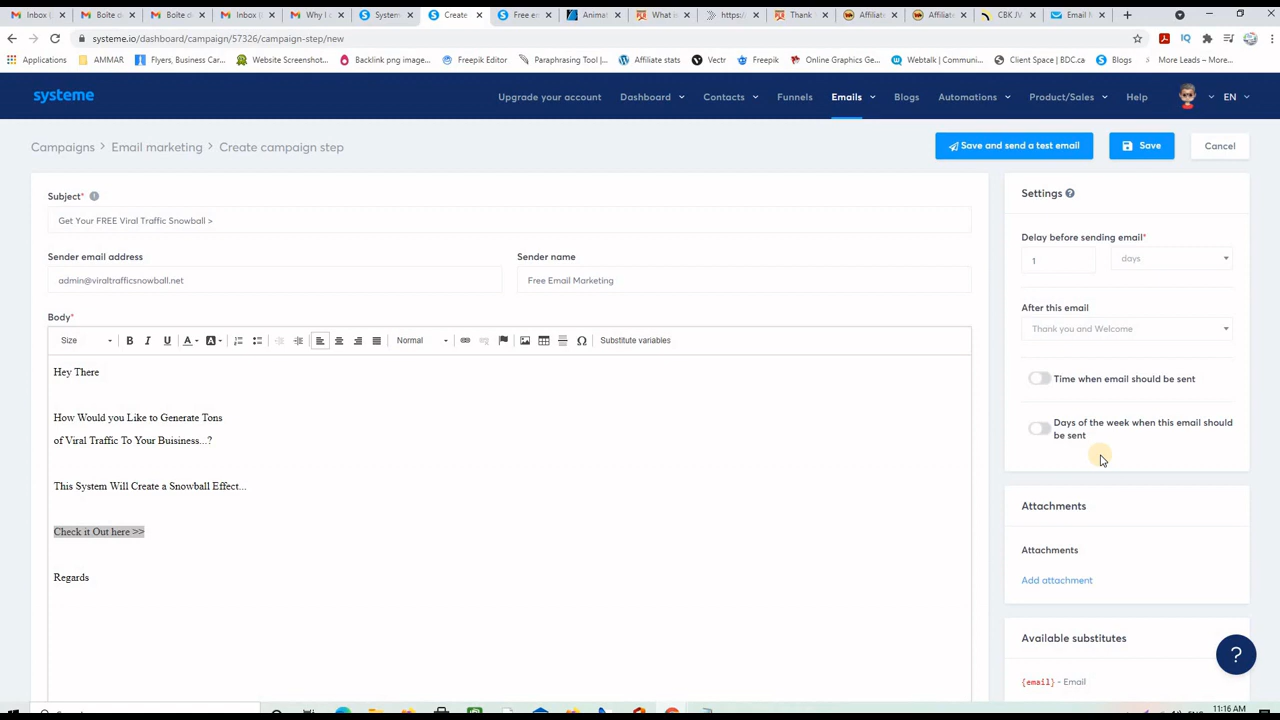 Inbox (
Boîte d
Boîte d
Inbox (
Why I c
System
Create
Free e
Animat
What is
https:/
Thank
Affiliate
Affiliate
CBK JV
Email M
systeme.io/dashboard/campaign/57326/campaign-step/new
Applications
AMMAR
Flyers, Business Car...
Website Screenshot...
Backlink png image...
Freepik Editor
Paraphrasing Tool |...
Affiliate stats
Vectr
Freepik
Online Graphics Ge...
Webtalk | Communi...
Client Space | BDC.ca
Blogs
More Leads – More...
systeme
Upgrade your account
Dashboard
Contacts
Funnels
Emails
Blogs
Automations
Product/Sales
Help
EN
Campaigns > Email marketing > Create campaign step
Save and send a test email
Save
Cancel
Subject*
Get Your FREE Viral Traffic Snowball >
Sender email address
Sender name
admin@viraltrafficsnowball.net
Free Email Marketing
Body*
Size
B I U A A
Normal
Substitute variables
Hey There
How Would you Like to Generate Tons
of Viral Traffic To Your Buisiness...?
This System Will Create a Snowball Effect...
Check it Out here >>
Regards
Settings ?
Delay before sending email*
1
days
After this email
Thank you and Welcome
Time when email should be sent
Days of the week when this email should
be sent
Attachments
Attachments
Add attachment
Available substitutes
{email} - Email
?
11:16 AM